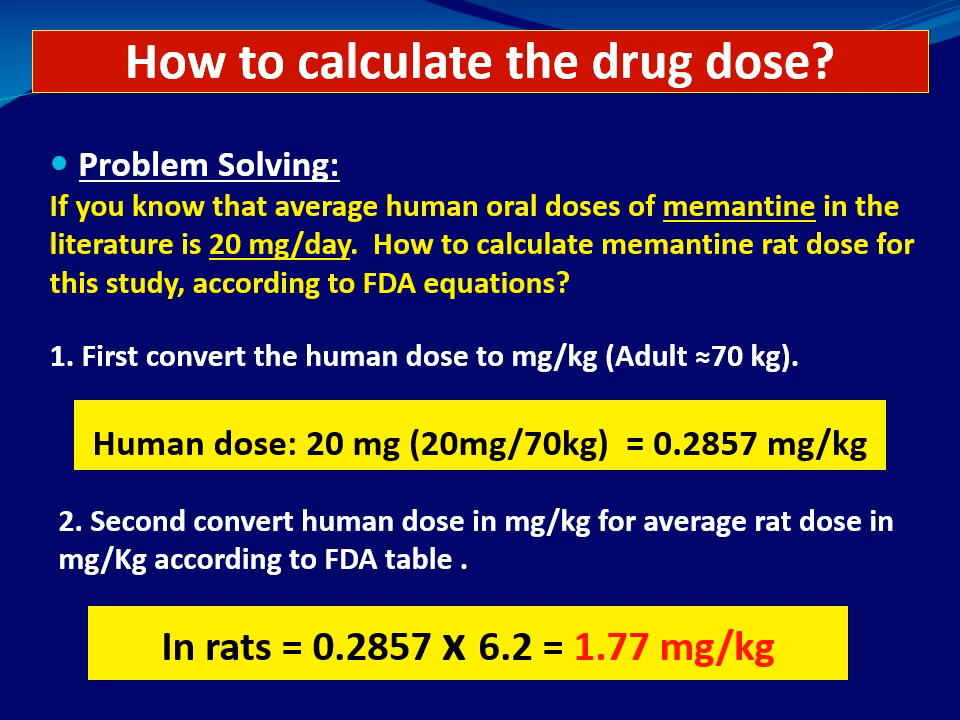 How to calculate the drug dose?
• Problem Solving:
If you know that average human oral doses of memantine in the
literature is 20 mg/day.  How to calculate memantine rat dose for
this study, according to FDA equations?
1. First convert the human dose to mg/kg (Adult ≈70 kg).
Human dose: 20 mg (20mg/70kg)  = 0.2857 mg/kg
2. Second convert human dose in mg/kg for average rat dose in
mg/Kg according to FDA table .
In rats = 0.2857 x 6.2 = 1.77 mg/kg